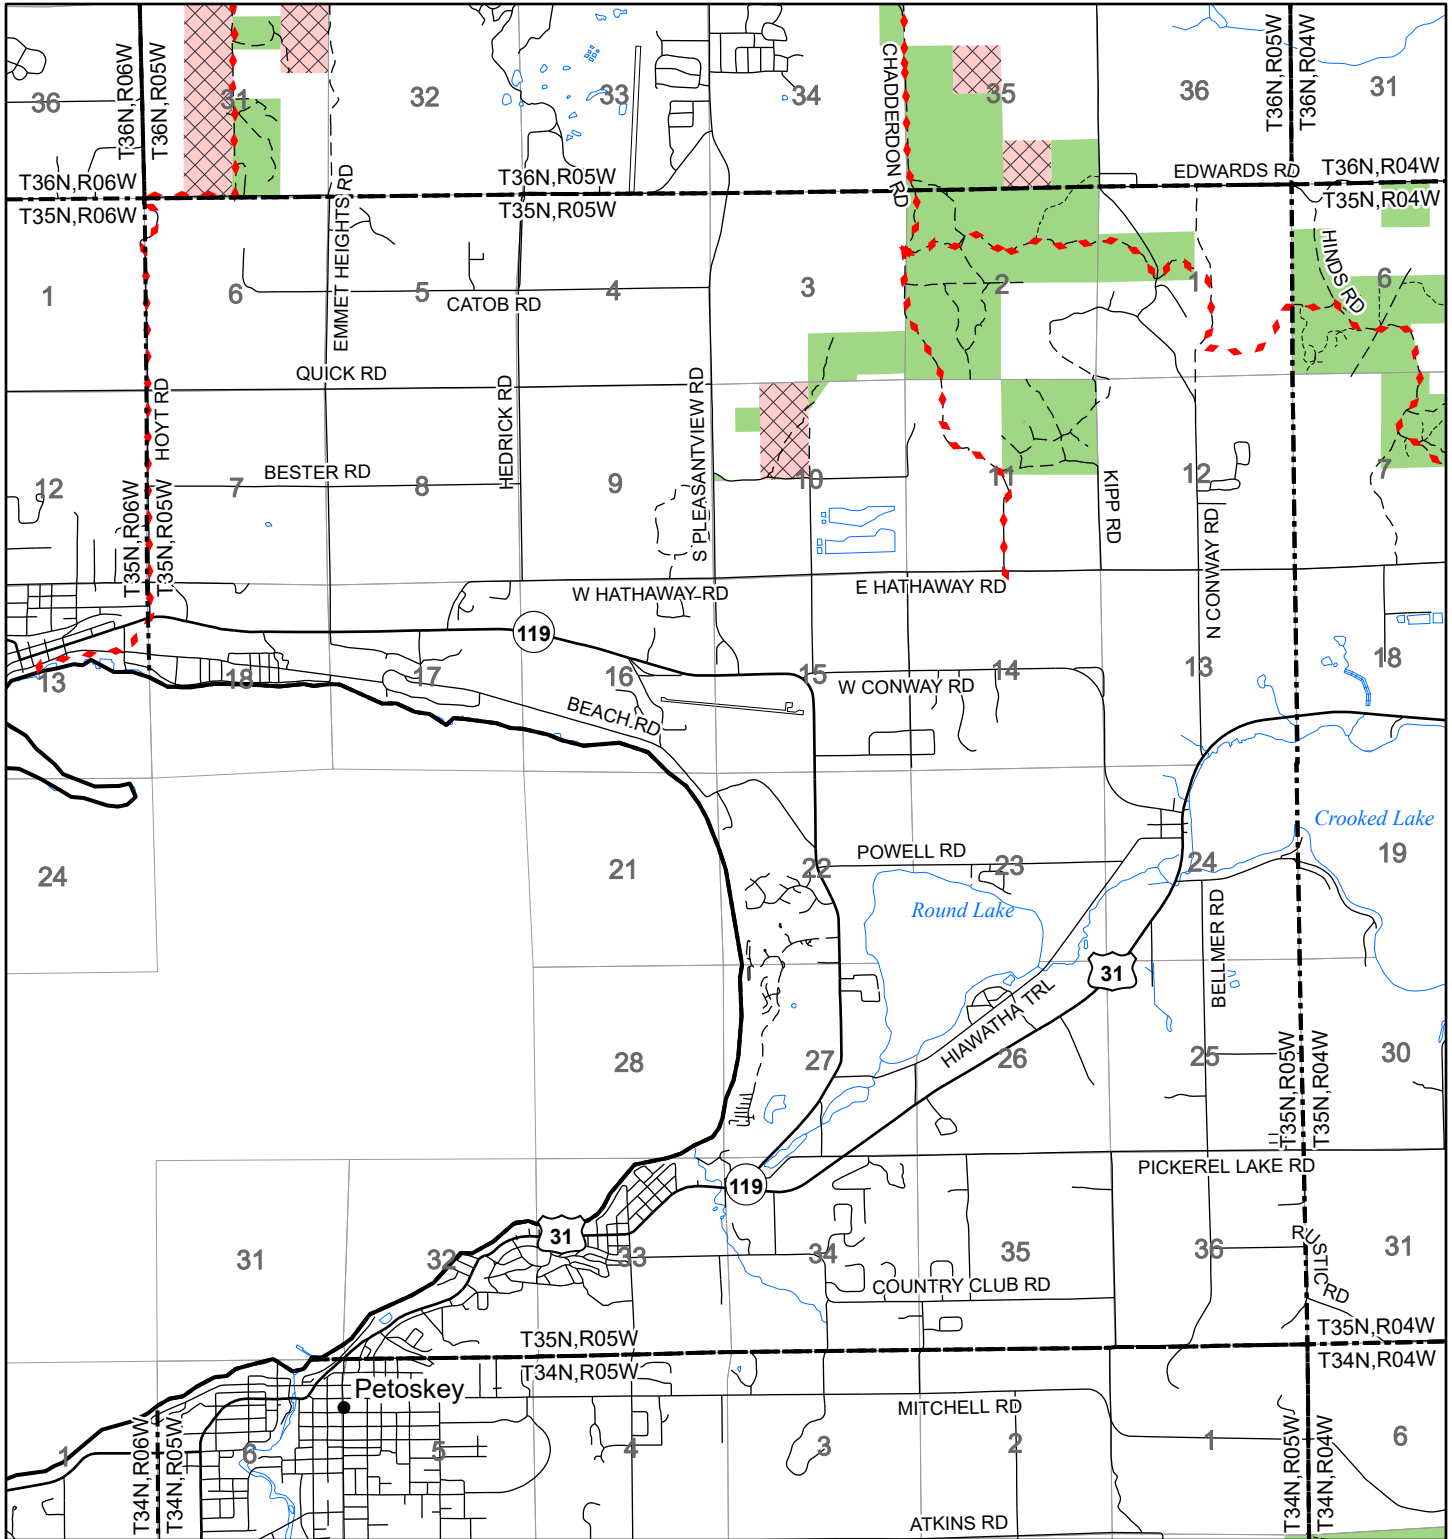 T36N,R06W
T36N,R05W
T36N,R05W
T36N,R04W
36
31
32
33
34
35
36
31
CHADDERDON RD
EDWARDS RD
T36N,R06W
T36N,R05W
T36N,R04W
T35N,R06W
T35N,R05W
T35N,R04W
EMMET HEIGHTS RD
HINDS RD
1
6
5
4
3
2
1
6
CATOB RD
QUICK RD
HOYT RD
HEDRICK RD
S PLEASANTVIEW RD
BESTER RD
12
7
8
9
10
11
12
7
KIPP RD
N CONWAY RD
T35N,R06W
T35N,R05W
W HATHAWAY RD
E HATHAWAY RD
119
13
18
17
16
15
14
13
18
W CONWAY RD
BEACH RD
Crooked Lake
POWELL RD
24
21
22
23
24
19
Round Lake
BELLMER RD
31
HIAWATHA TRL
28
27
26
25
30
T35N,R05W
T35N,R04W
PICKEREL LAKE RD
119
31
31
32
33
34
35
36
31
RUSTIC RD
COUNTRY CLUB RD
T35N,R05W
T35N,R04W
T34N,R05W
T34N,R04W
Petoskey
MITCHELL RD
T34N,R06W
T34N,R05W
T34N,R05W
T34N,R04W
1
6
5
4
3
2
1
6
ATKINS RD